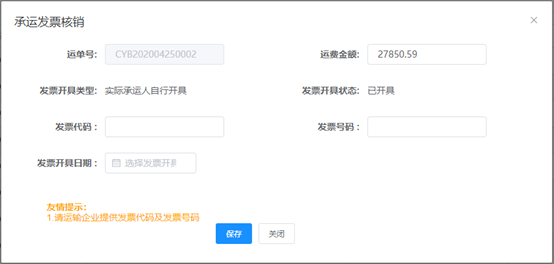 承运发票核销
运单号: CYB202004250002 运费金额: 27850.59
发票开具类型: 实际承运人自行开具 发票开具状态: 已开具
发票代码: 发票号码:
发票开具日期: 选择发票开具
友情提示:
1.请运输企业提供发票代码及发票号码
保存 关闭